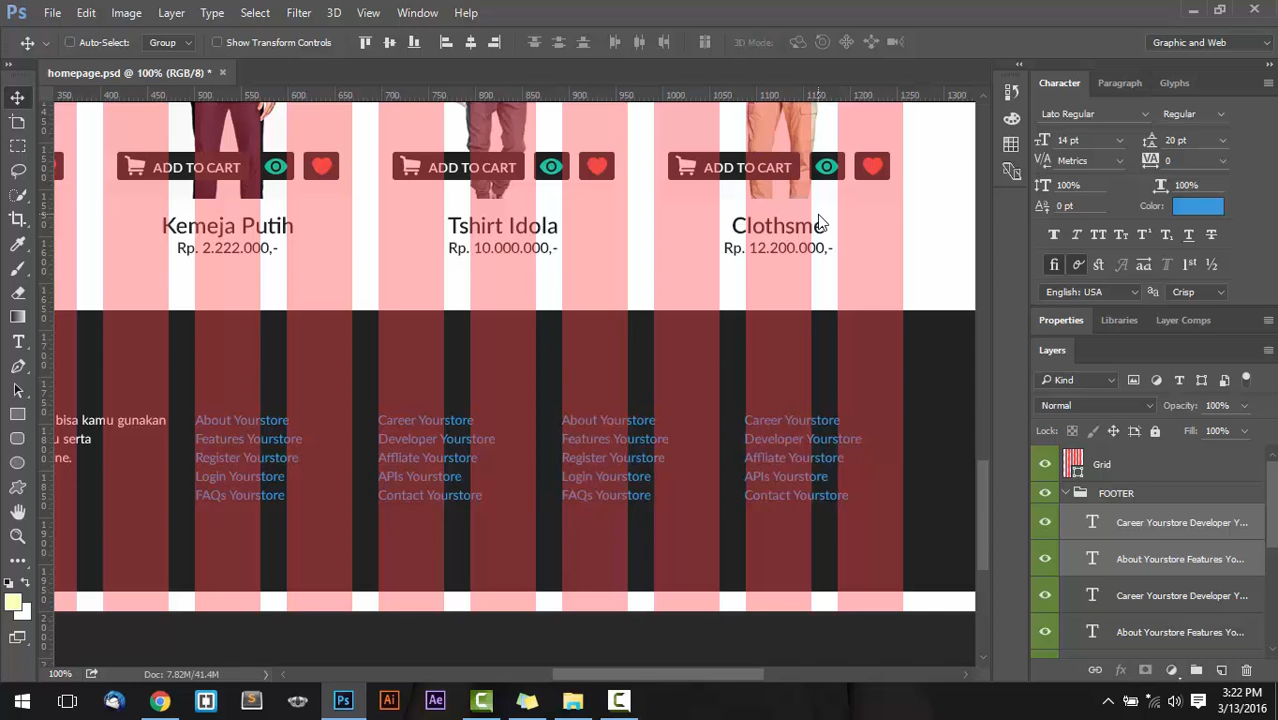 Ps File Edit Image Layer Type Select Filter 3D View Window Help
Auto-Select: Group Show Transform Controls 3D Mode: Graphic and Web
homepage.psd @ 100% (RGB/8) * ×
350 400 450 500 550 600 650 700 750 800 850 900 950 1000 1050 1100 1150 1200 1250 1300
ADD TO CART ADD TO CART ADD TO CART
Kemeja Putih Tshirt Idola Clothsme
Rp. 2.222.000,- Rp. 10.000.000,- Rp. 12.200.000,-
bisa kamu gunakan About Yourstore Career Yourstore About Yourstore Career Yourstore
u serta Features Yourstore Developer Yourstore Features Yourstore Developer Yourstore
ne. Register Yourstore Affliate Yourstore Register Yourstore Affliate Yourstore
Login Yourstore APIs Yourstore Login Yourstore APIs Yourstore
FAQs Yourstore Contact Yourstore FAQs Yourstore Contact Yourstore
100% Doc: 7.82M/41.4M
Character Paragraph Glyphs
Lato Regular Regular
14 pt 20 pt
Metrics 0
100% 100%
0 pt Color:
English: USA Crisp
Properties Libraries Layer Comps
Layers
Kind
Normal Opacity: 100%
Lock: Fill: 100%
Grid
FOOTER
Career Yourstore Developer Y...
About Yourstore Features Yo...
Career Yourstore Developer Y...
About Yourstore Features Yo...
Ps Ai Ae
3:22 PM
3/13/2016